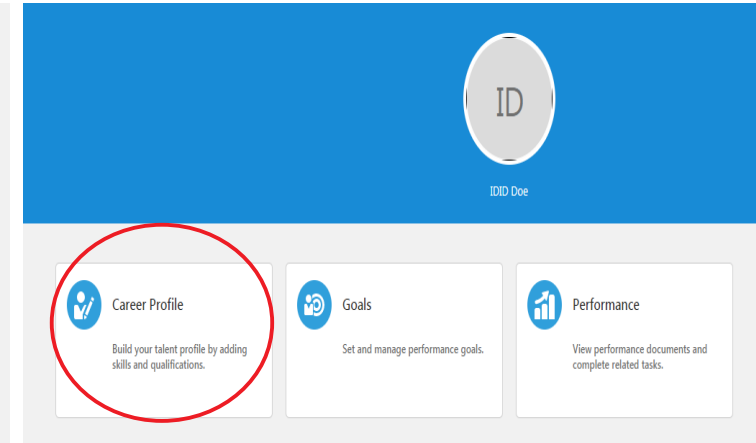 ID
IDID Doe
Career Profile
Build your talent profile by adding
skills and qualifications.
Goals
Set and manage performance goals.
Performance
View performance documents and
complete related tasks.